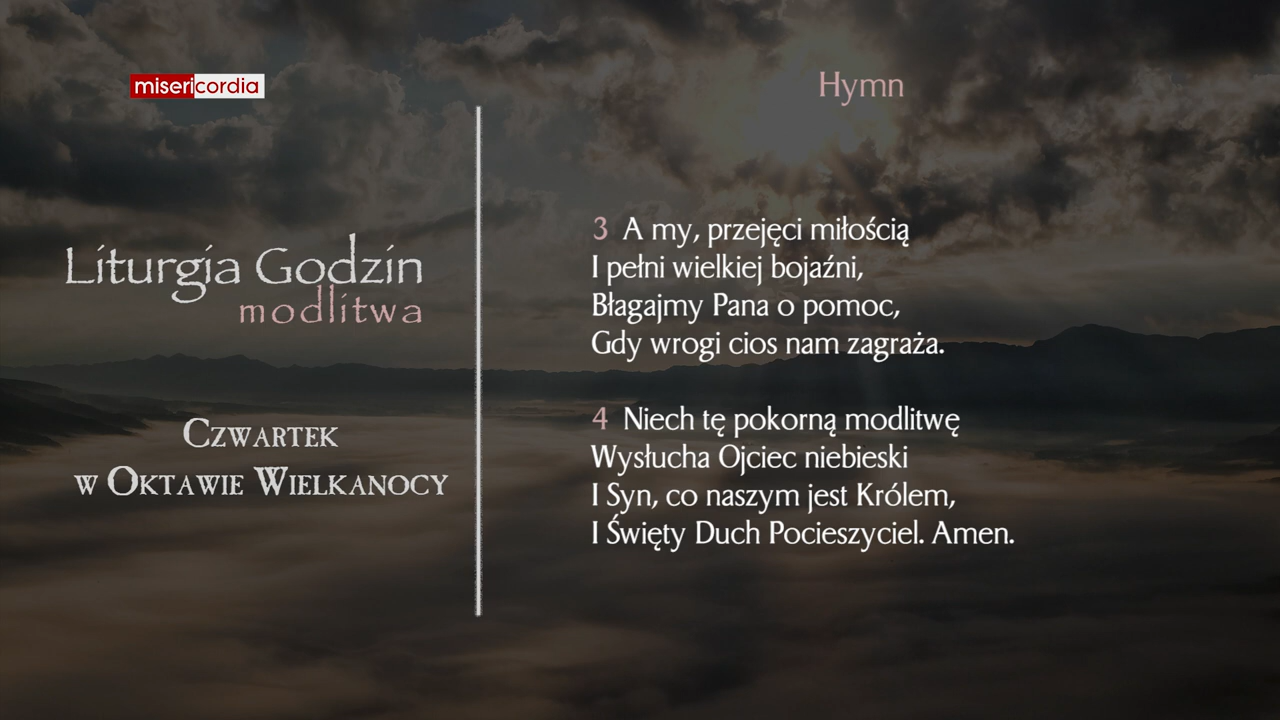 misericordia
Liturgia Godzin
modlitwa
Czwartek
w Oktawie Wielkanocy
Hymn
3 A my, przejęci miłością
I pełni wielkiej bojaźni,
Błagajmy Pana o pomoc,
Gdy wrogi cios nam zagraża.
4 Niech tę pokorną modlitwę
Wysłucha Ojciec niebieski
I Syn, co naszym jest Królem,
I Święty Duch Pocieszyciel. Amen.